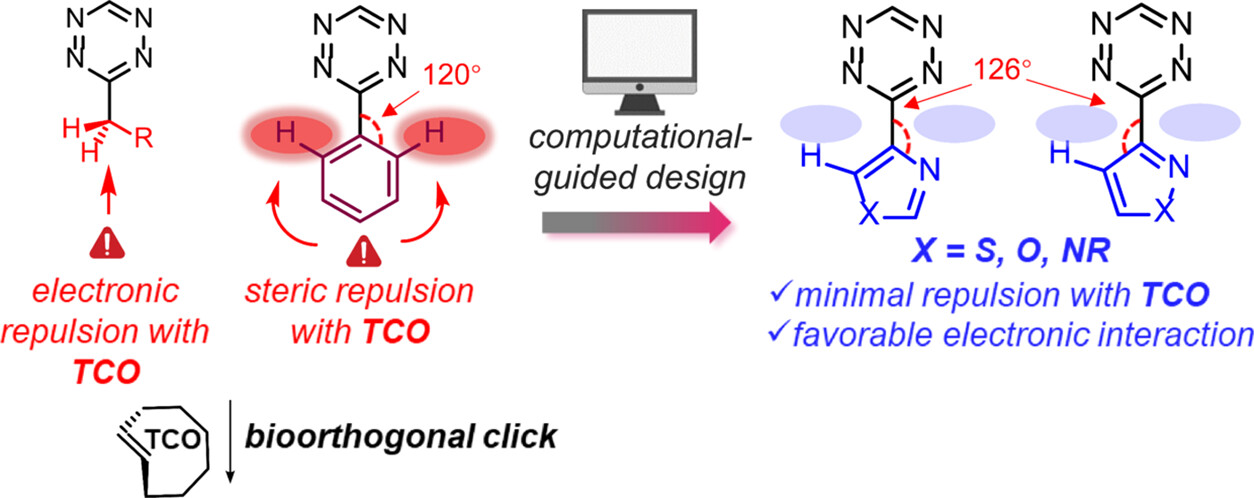 N
N
N
N
H
H
R
N
N
N
N
120°
H
H
computational-
guided design
N
N
N
N
126°
N
N
N
N
H
N
X
H
N
X
X = S, O, NR
✓minimal repulsion with TCO
✓favorable electronic interaction
!
!
electronic
repulsion with
TCO
steric repulsion
with TCO
TCO
bioorthogonal click